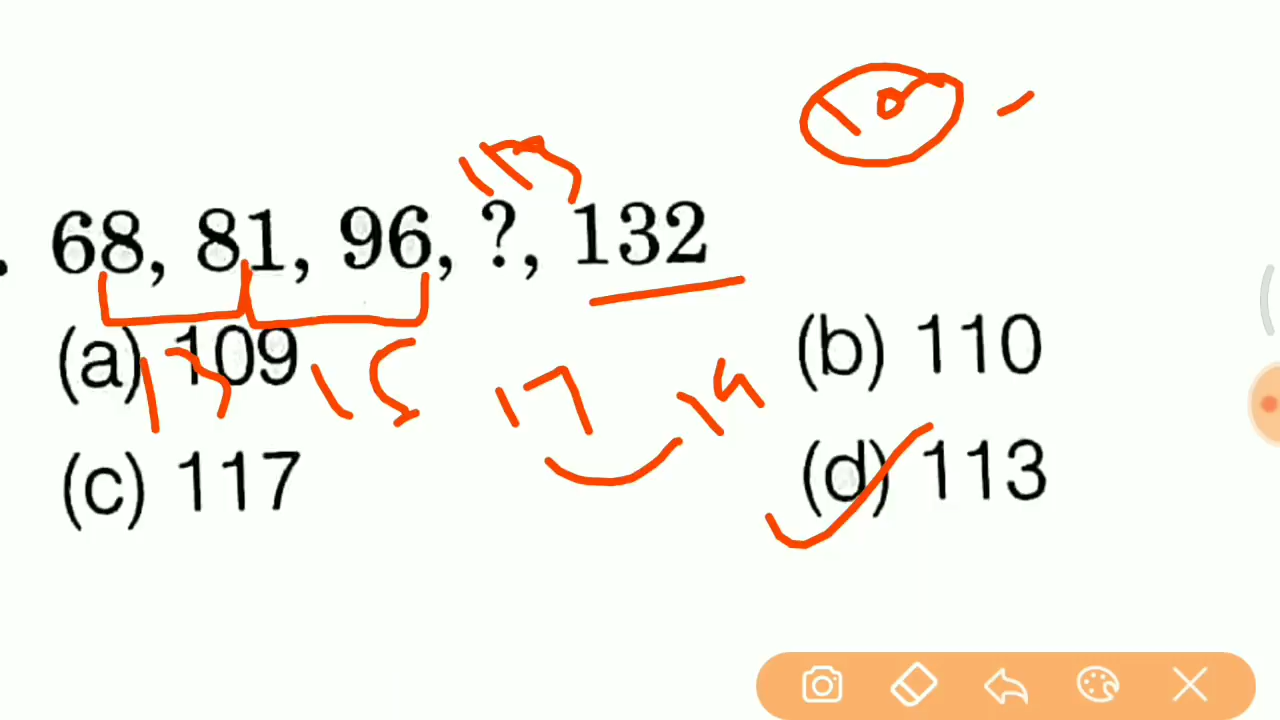 113
68, 81, 96, ?, 132
(a) 109 (b) 110
13 15 17 19
(c) 117 (d) 113